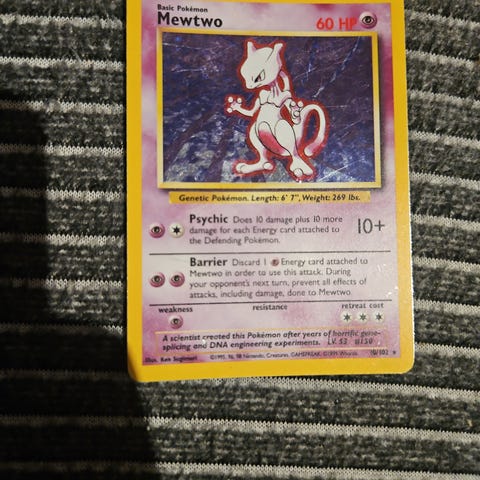 Basic Pokémon
Mewtwo 60 HP
Genetic Pokémon. Length: 6' 7", Weight: 269 lbs.
Psychic Does 10 damage plus 10 more
damage for each Energy card attached to
the Defending Pokémon.
10+
Barrier Discard 1 Energy card attached to
Mewtwo in order to use this attack. During
your opponent's next turn, prevent all effects of
attacks, including damage, done to Mewtwo.
weakness resistance retreat cost
A scientist created this Pokémon after years of horrific gene-
splicing and DNA engineering experiments. LV. 53 #150
Illus. Ken Sugimori ©1995, 96, 98 Nintendo, Creatures, GAMEFREAK. ©1999 Wizards. 10/102